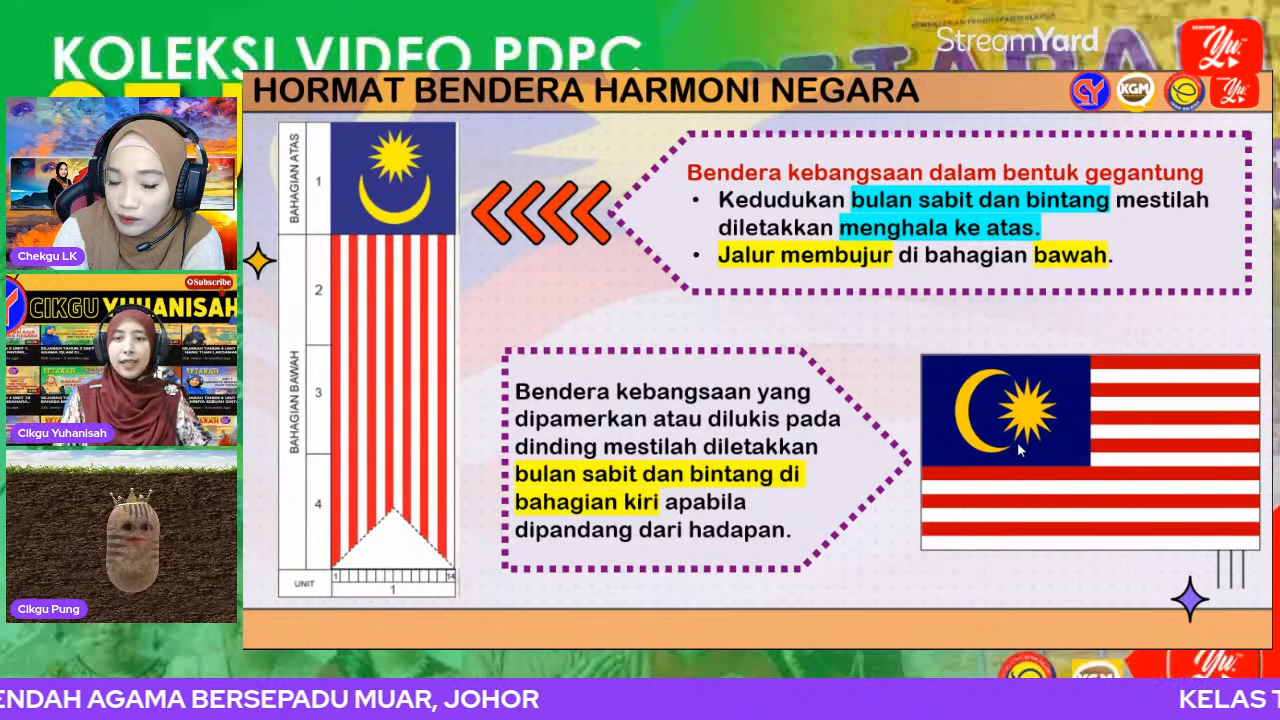 KOLEKSI VIDEO PDPC
StreamYard
HORMAT BENDERA HARMONI NEGARA
KGM
BAHAGIAN ATAS
1
2
BAHAGIAN BAWAH
3
4
UNIT
1
14
1
Bendera kebangsaan dalam bentuk gegantung
• Kedudukan bulan sabit dan bintang mestilah
diletakkan menghala ke atas.
• Jalur membujur di bahagian bawah.
Bendera kebangsaan yang
dipamerkan atau dilukis pada
dinding mestilah diletakkan
bulan sabit dan bintang di
bahagian kiri apabila
dipandang dari hadapan.
Chekgu LK
Subscribe
CIKGU YUHANISAH
Cikgu Yuhanisah
Cikgu Pung
ENDAH AGAMA BERSEPADU MUAR, JOHOR
KELAS T